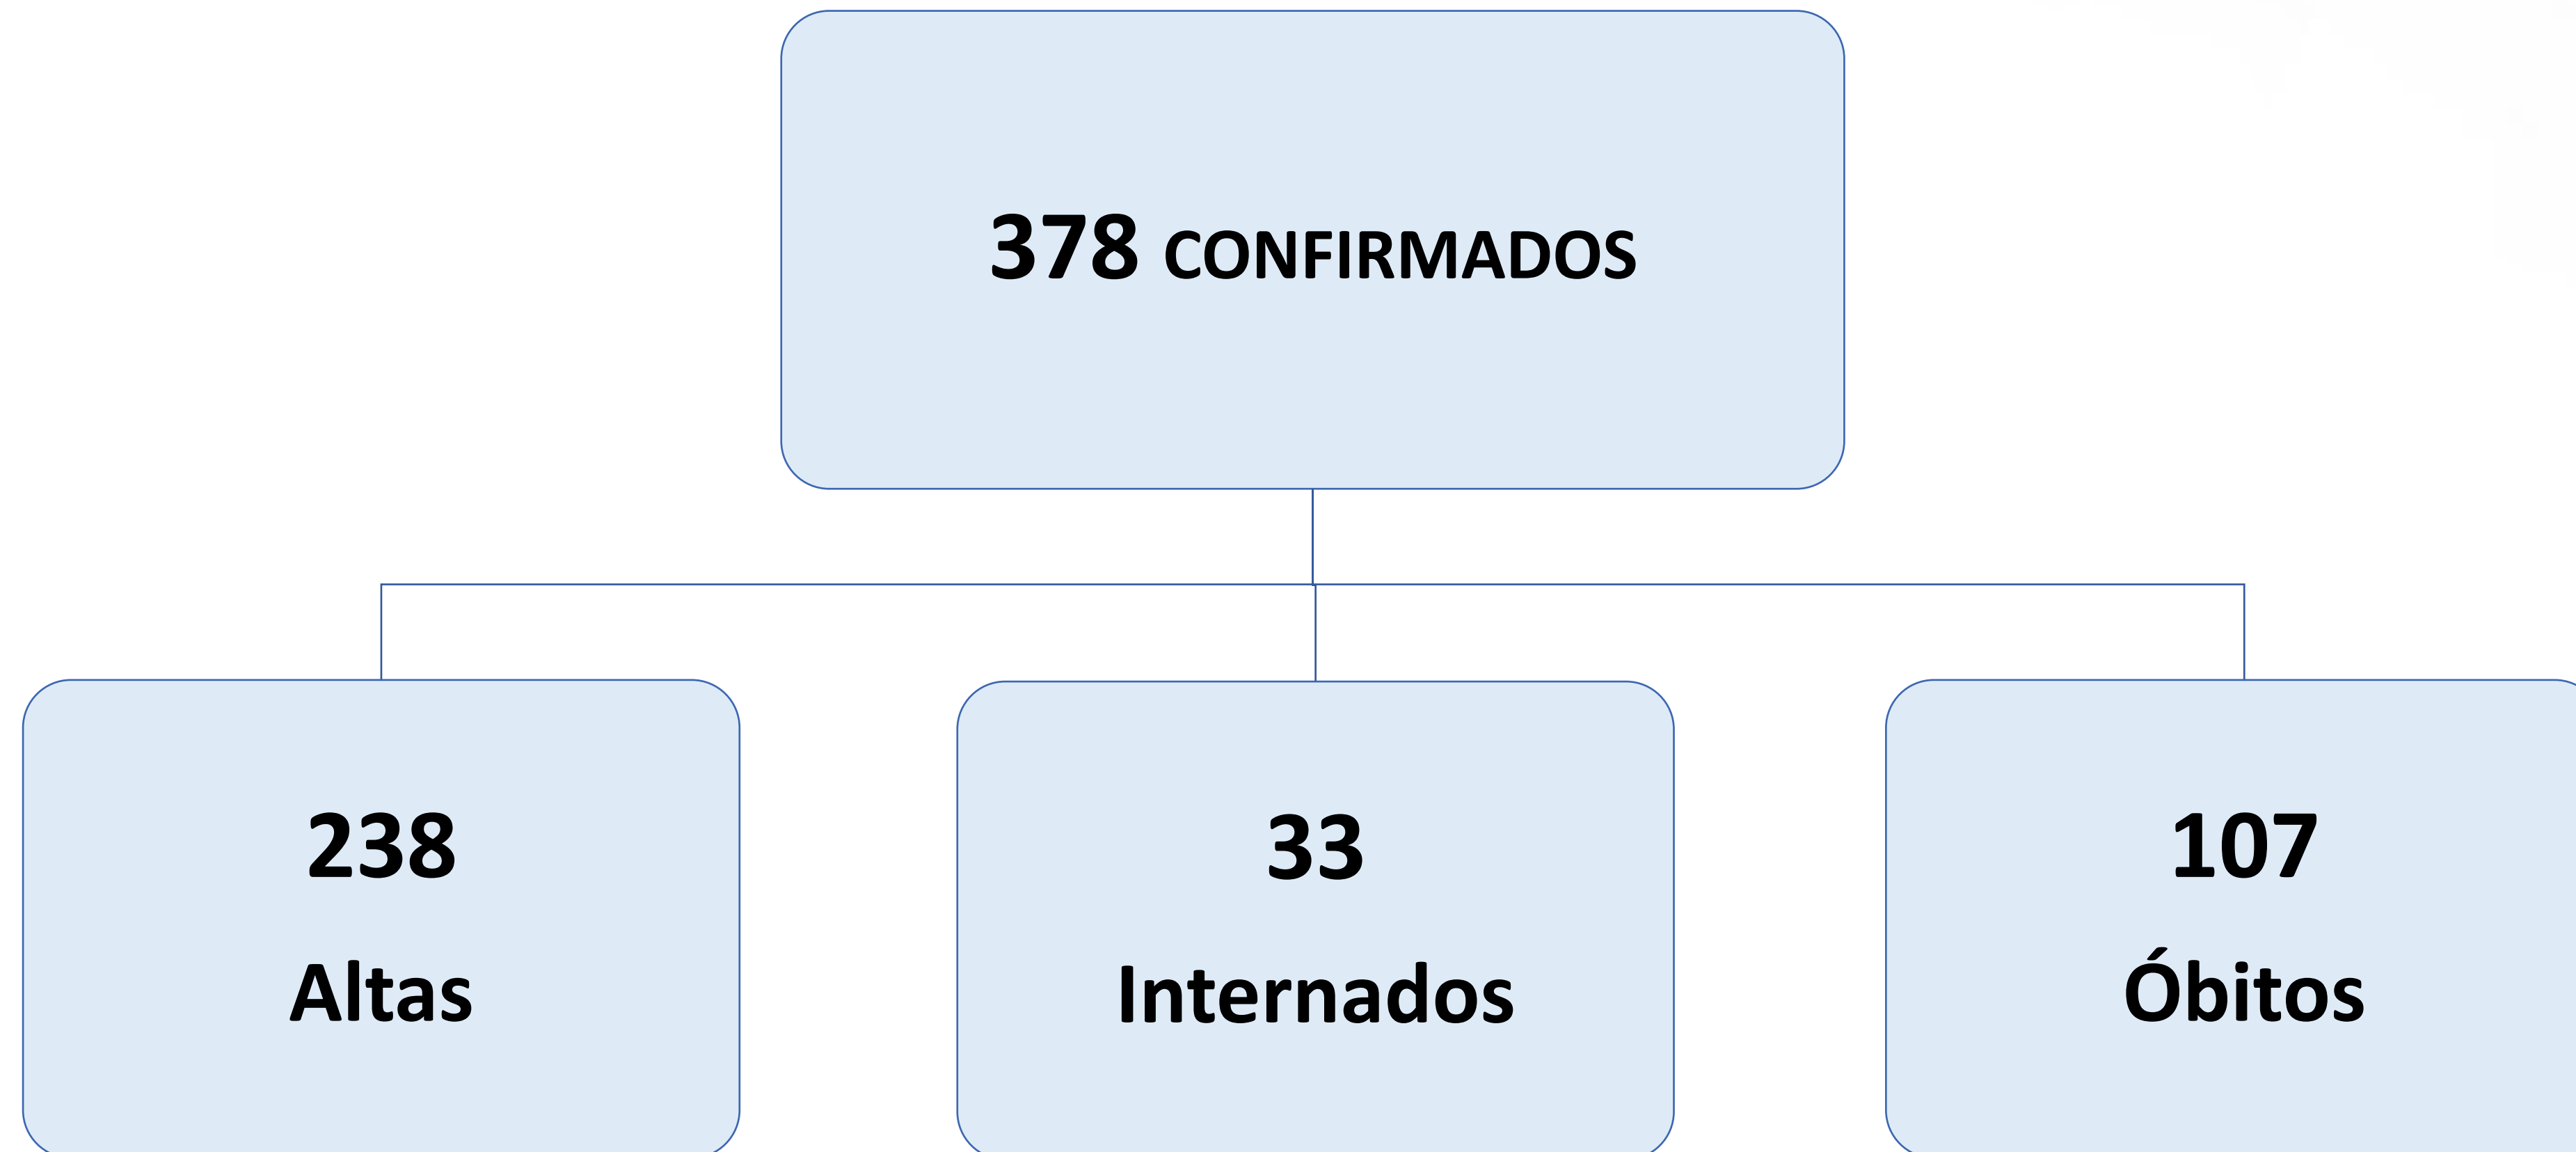 378 CONFIRMADOS
238
Altas
33
Internados
107
Óbitos